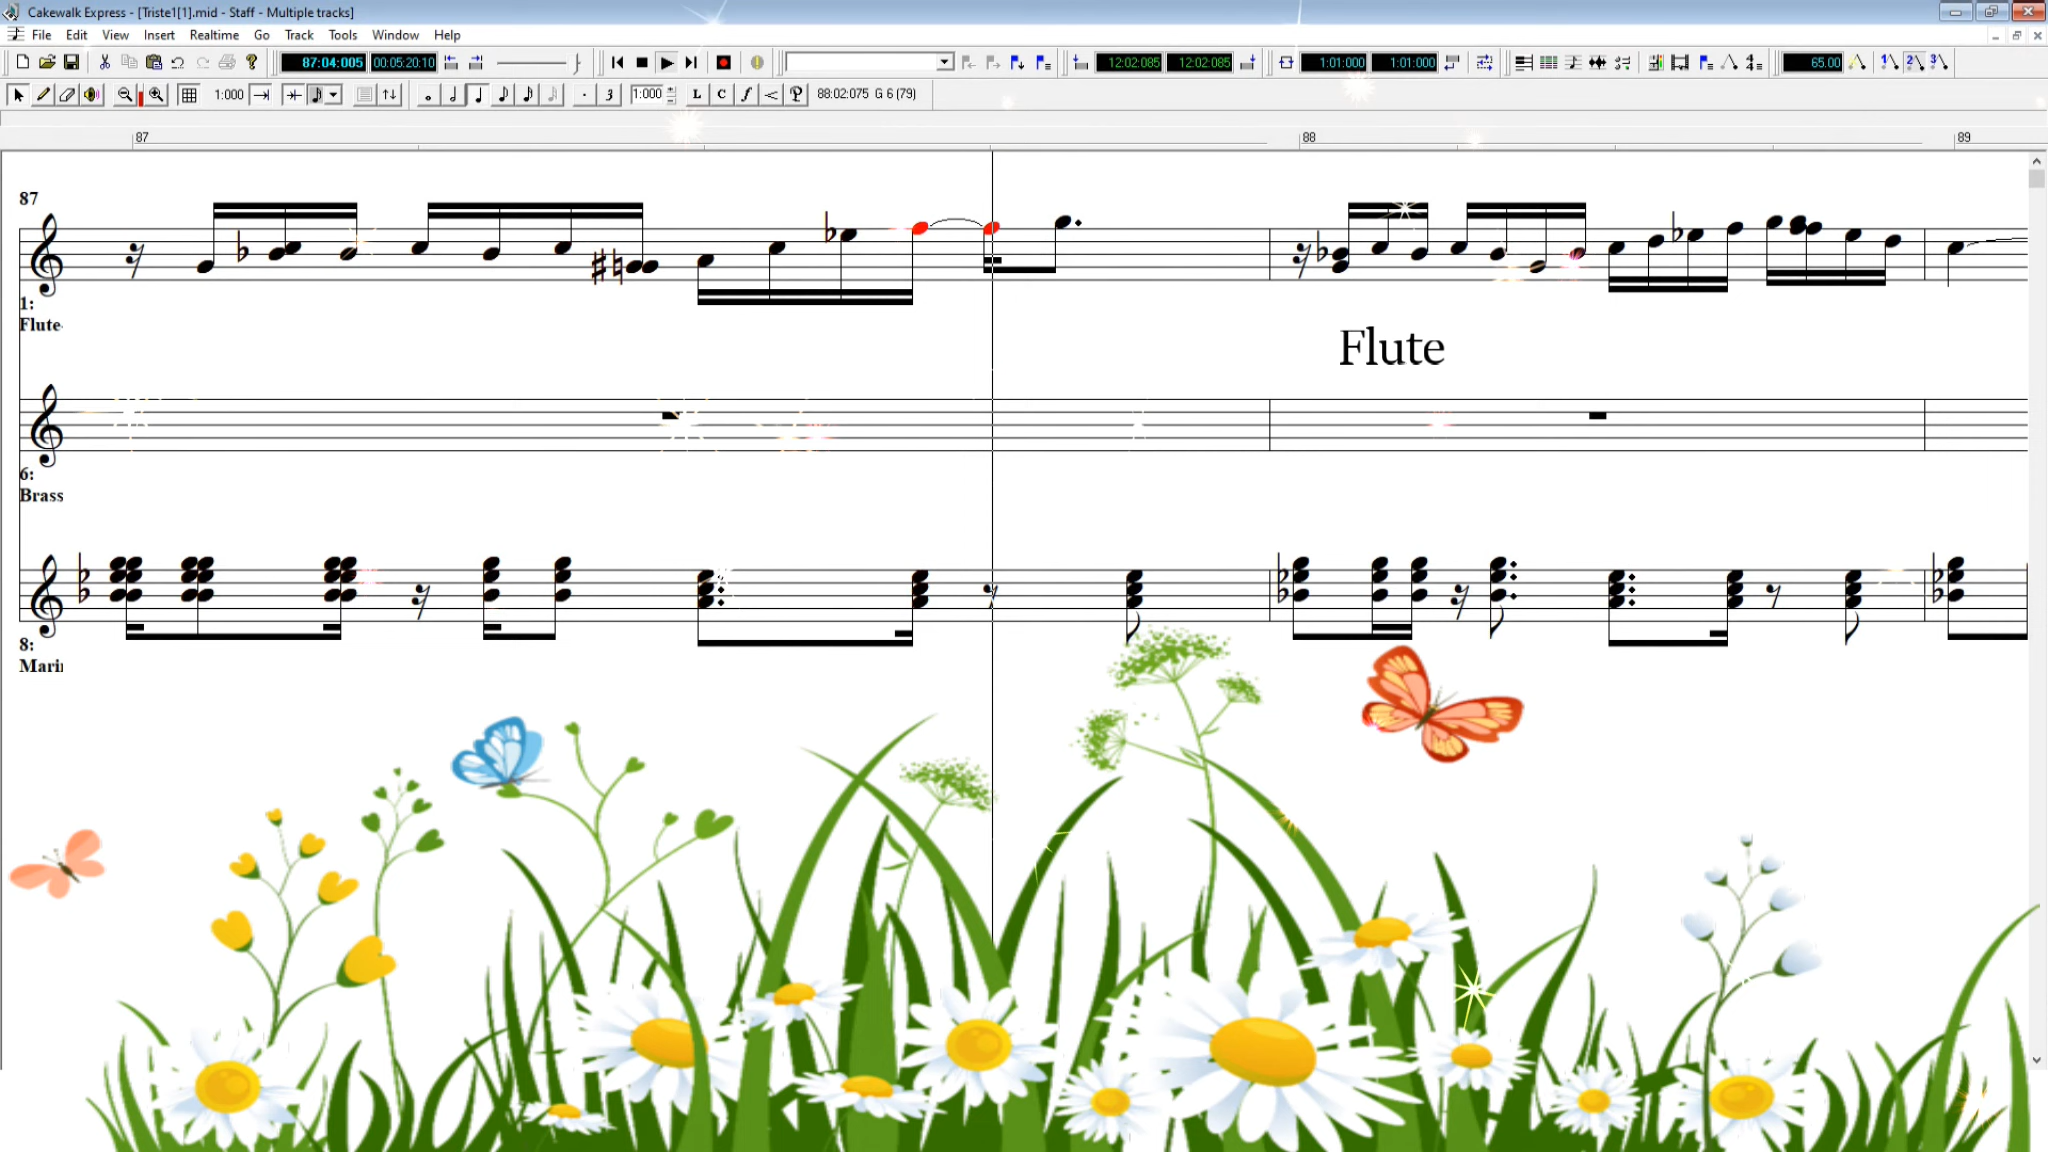 Cakewalk Express - [Triste1[1].mid - Staff - Multiple tracks]
File Edit View Insert Realtime Go Track Tools Window Help
87:04:005 00:05:20:10 12:02:085 12:02:085 1:01:000 1:01:000 65.00
1:000 3 1:000 L C 88:02:075 G 6 (79)
87 88 89
87
1:
Flute
Flute
6:
Brass
8:
Mari